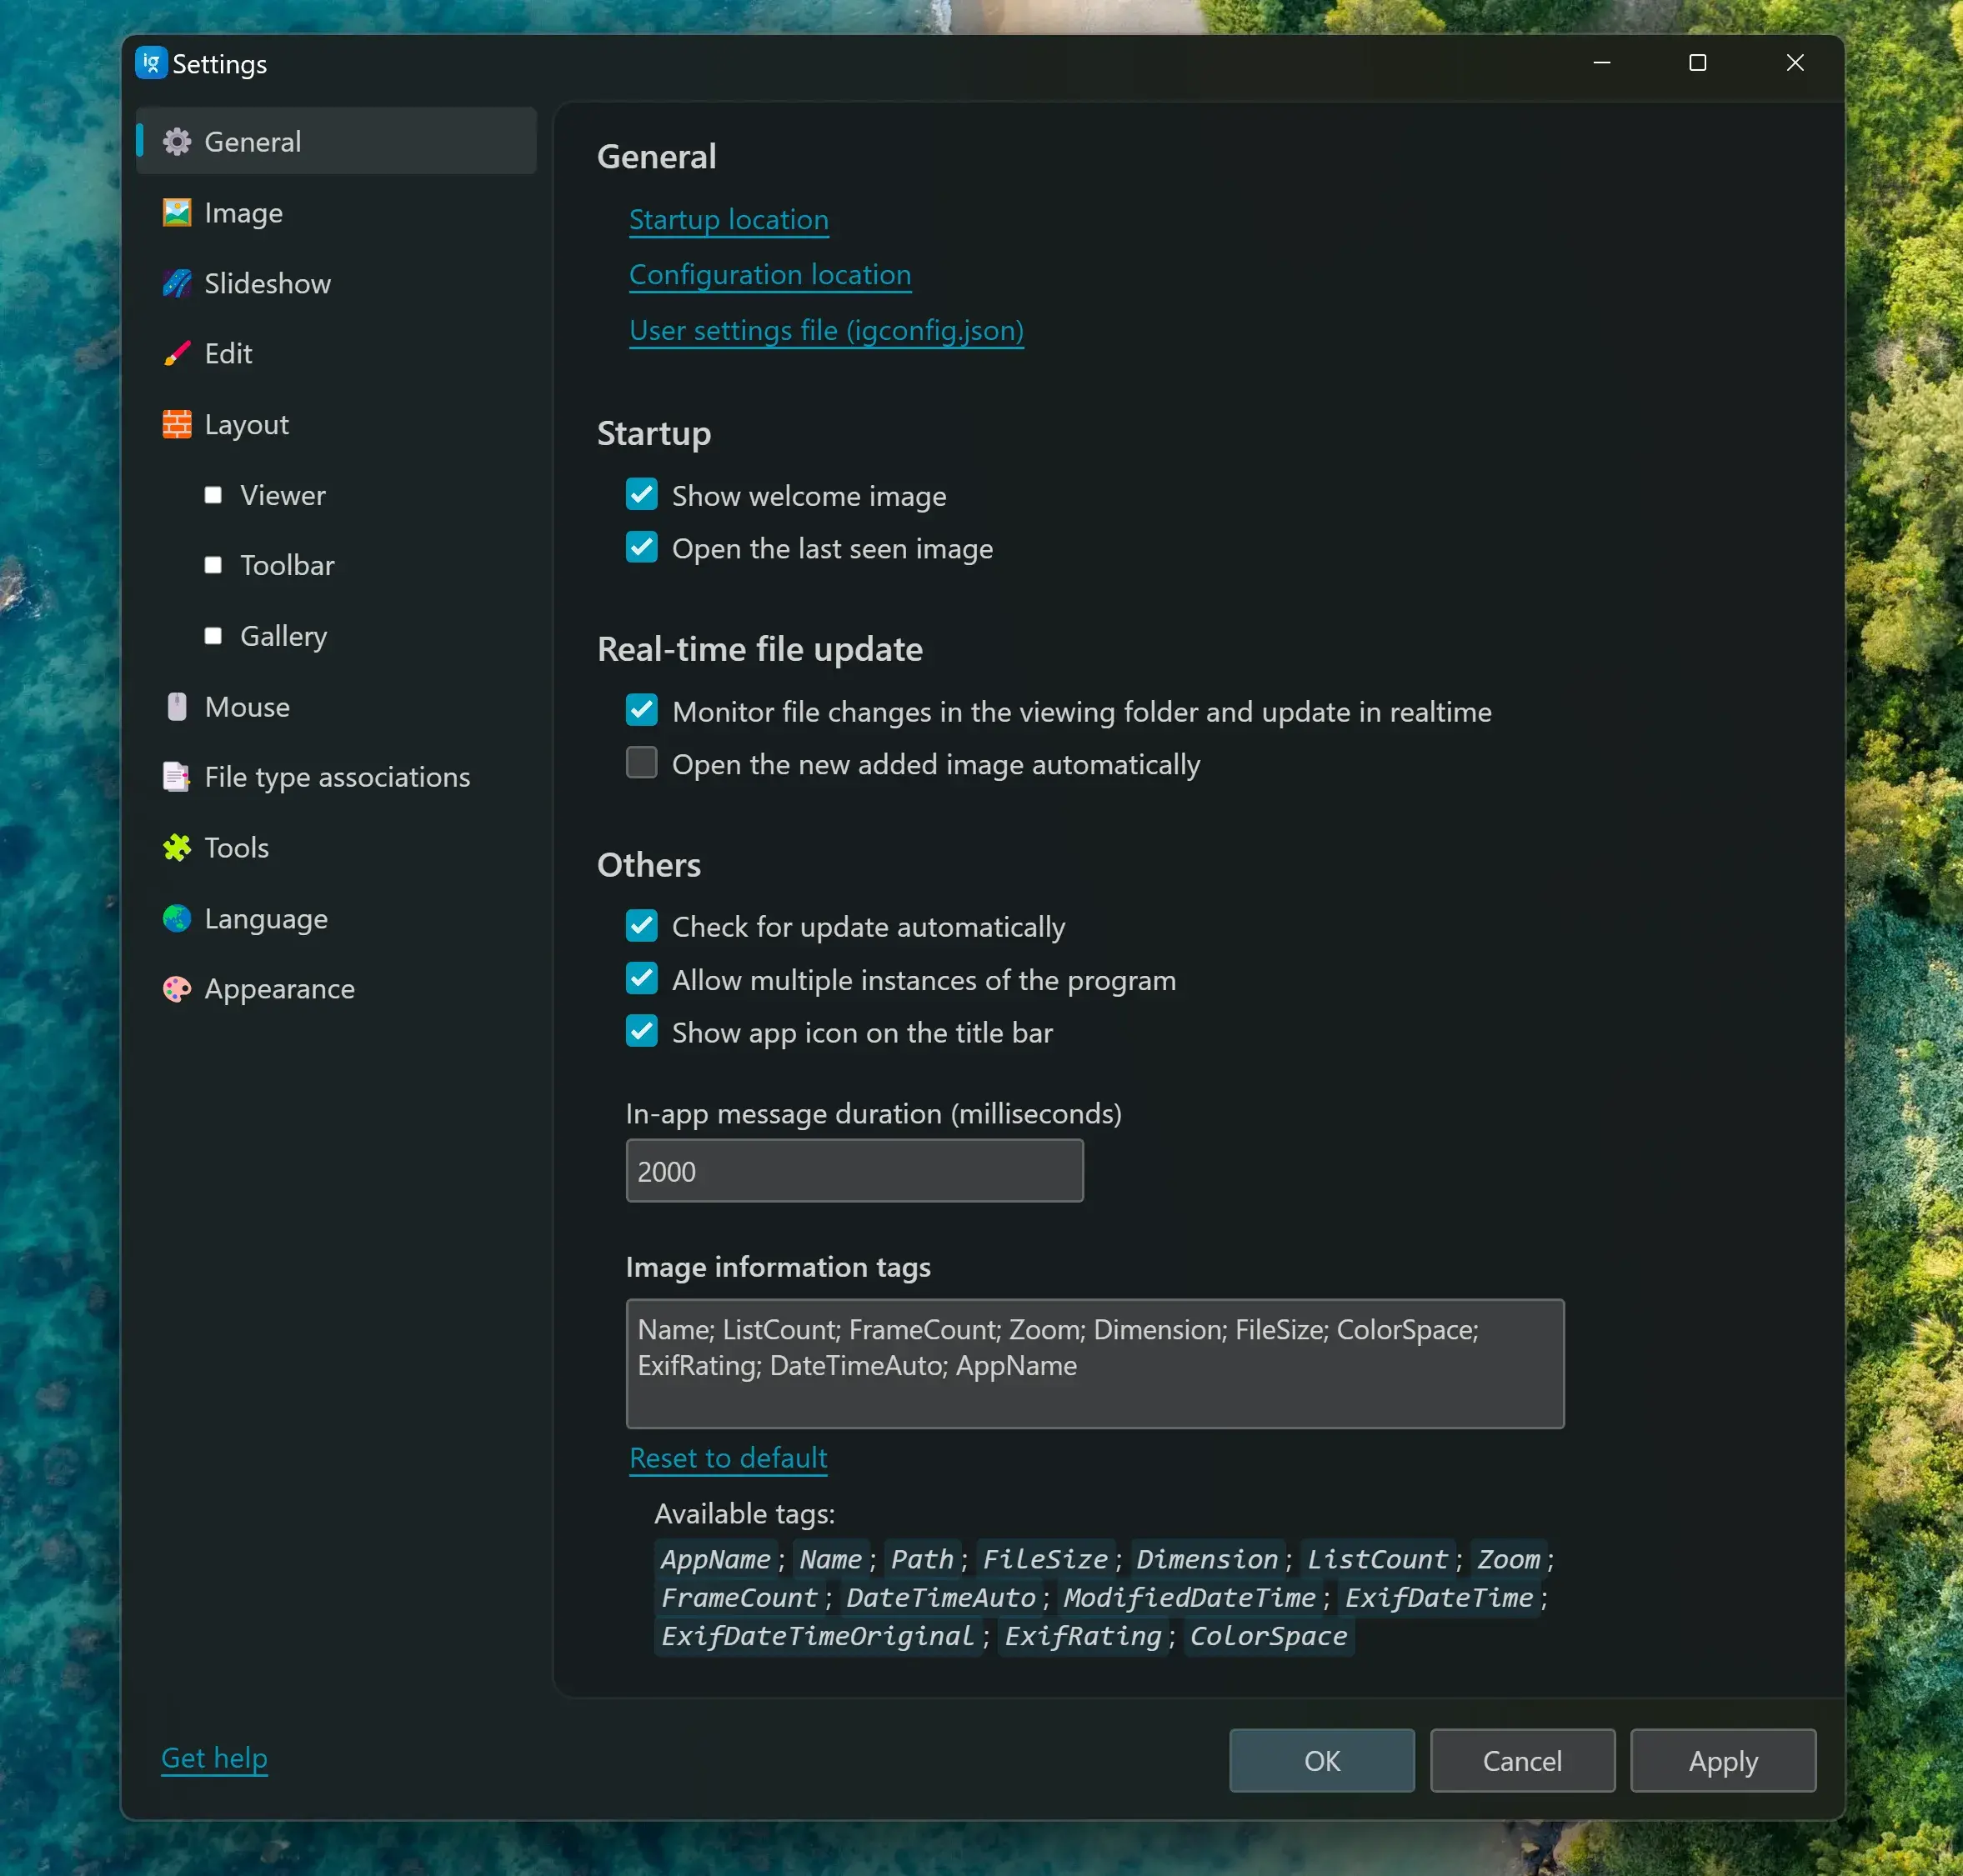 ig Settings
General
Image
Slideshow
Edit
Layout
Viewer
Toolbar
Gallery
Mouse
File type associations
Tools
Language
Appearance
Get help
General
Startup location
Configuration location
User settings file (igconfig.json)
Startup
Show welcome image
Open the last seen image
Real-time file update
Monitor file changes in the viewing folder and update in realtime
Open the new added image automatically
Others
Check for update automatically
Allow multiple instances of the program
Show app icon on the title bar
In-app message duration (milliseconds)
2000
Image information tags
Name; ListCount; FrameCount; Zoom; Dimension; FileSize; ColorSpace;
ExifRating; DateTimeAuto; AppName
Reset to default
Available tags:
AppName; Name; Path; FileSize; Dimension; ListCount; Zoom;
FrameCount; DateTimeAuto; ModifiedDateTime; ExifDateTime;
ExifDateTimeOriginal; ExifRating; ColorSpace
OK
Cancel
Apply